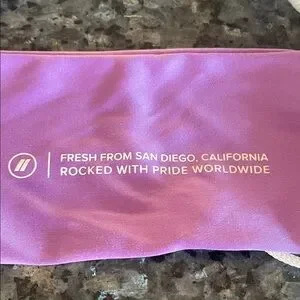 FRESH FROM SAN DIEGO, CALIFORNIA
ROCKED WITH PRIDE WORLDWIDE